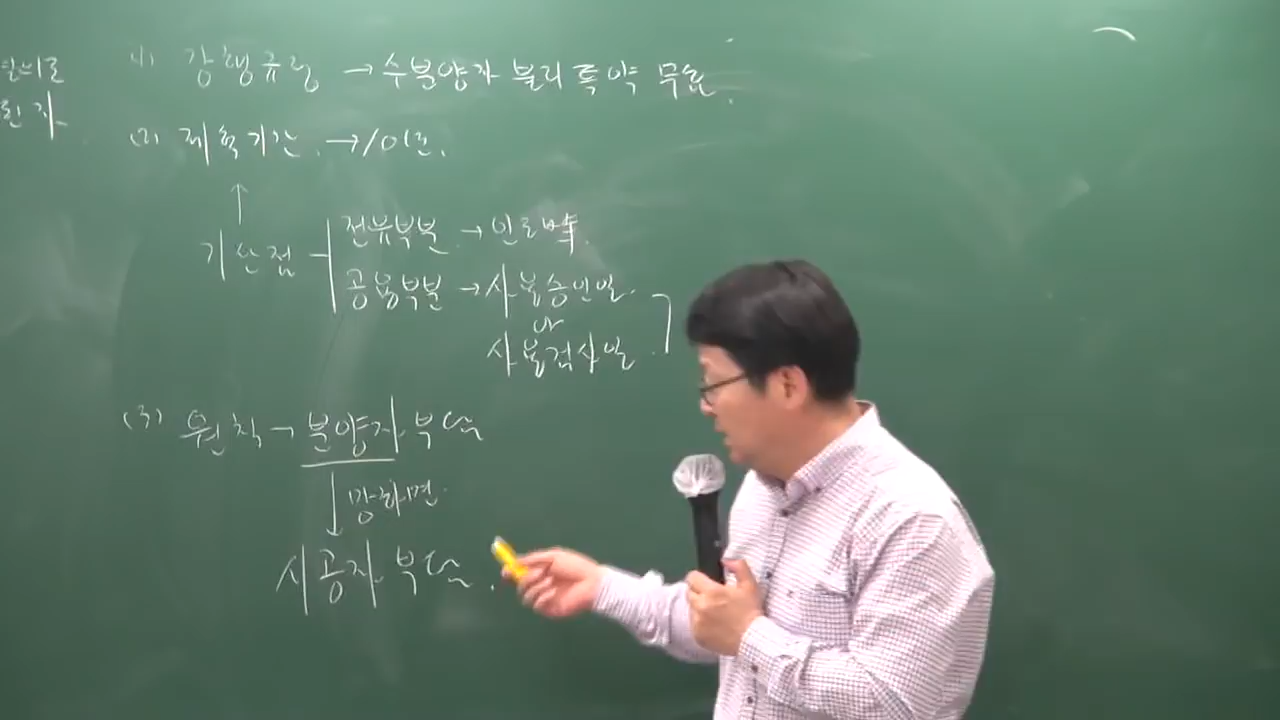 (1) 강행규정 → 수분양자 불리 특약 무효.
(2) 제척기간. → 10년.
↑
기산점
전유부분. → 인도时.
공용부분 → 사용승인일.
or
사용검사일.
(3) 원칙 → 분양자 부담
↓ 망하면.
시공자 부담.